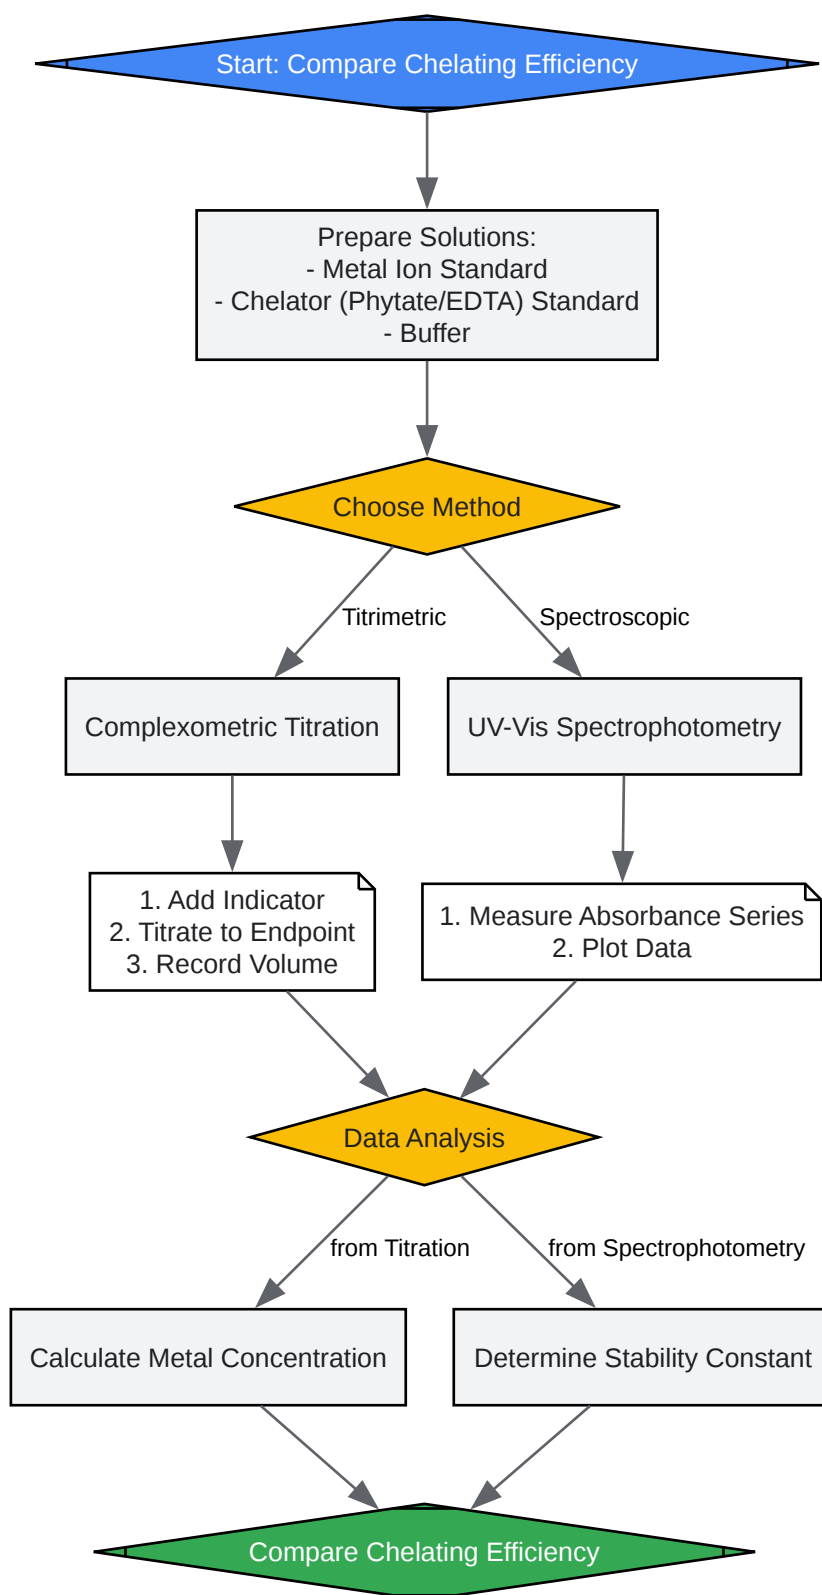 Start: Compare Chelating Efficiency
Prepare Solutions:
- Metal Ion Standard
- Chelator (Phytate/EDTA) Standard
- Buffer
Choose Method
Titrimetric
Spectroscopic
Complexometric Titration
UV-Vis Spectrophotometry
1. Add Indicator
2. Titrate to Endpoint
3. Record Volume
1. Measure Absorbance Series
2. Plot Data
Data Analysis
from Titration
from Spectrophotometry
Calculate Metal Concentration
Determine Stability Constant
Compare Chelating Efficiency